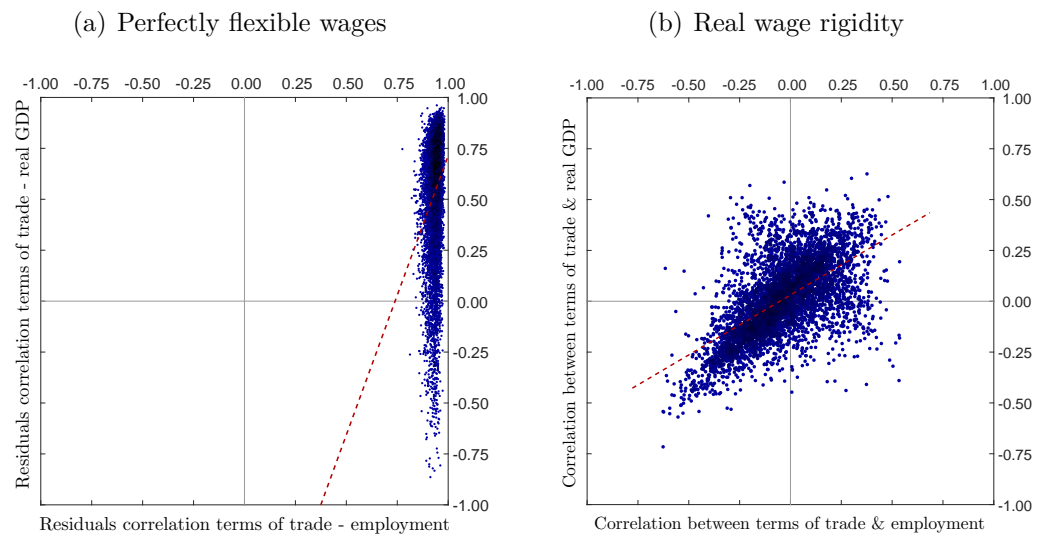 (a) Perfectly flexible wages
-1.00 -0.75 -0.50 -0.25 0.00 0.25 0.50 0.75 1.00
1.00
0.75
0.50
0.25
0.00
-0.25
-0.50
-0.75
-1.00
Residuals correlation terms of trade - real GDP
Residuals correlation terms of trade - employment
(b) Real wage rigidity
-1.00 -0.75 -0.50 -0.25 0.00 0.25 0.50 0.75 1.00
1.00
0.75
0.50
0.25
0.00
-0.25
-0.50
-0.75
-1.00
Correlation between terms of trade & real GDP
Correlation between terms of trade & employment